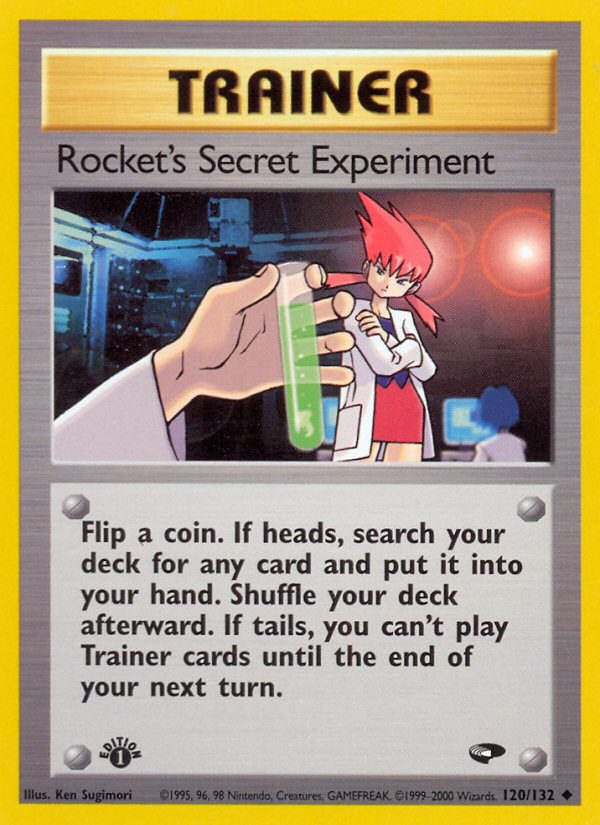 TRAINER
Rocket's Secret Experiment
Flip a coin. If heads, search your
deck for any card and put it into
your hand. Shuffle your deck
afterward. If tails, you can't play
Trainer cards until the end of
your next turn.
EDITION
1
Illus. Ken Sugimori ©1995, 96, 98 Nintendo, Creatures, GAMEFREAK. ©1999–2000 Wizards. 120/132